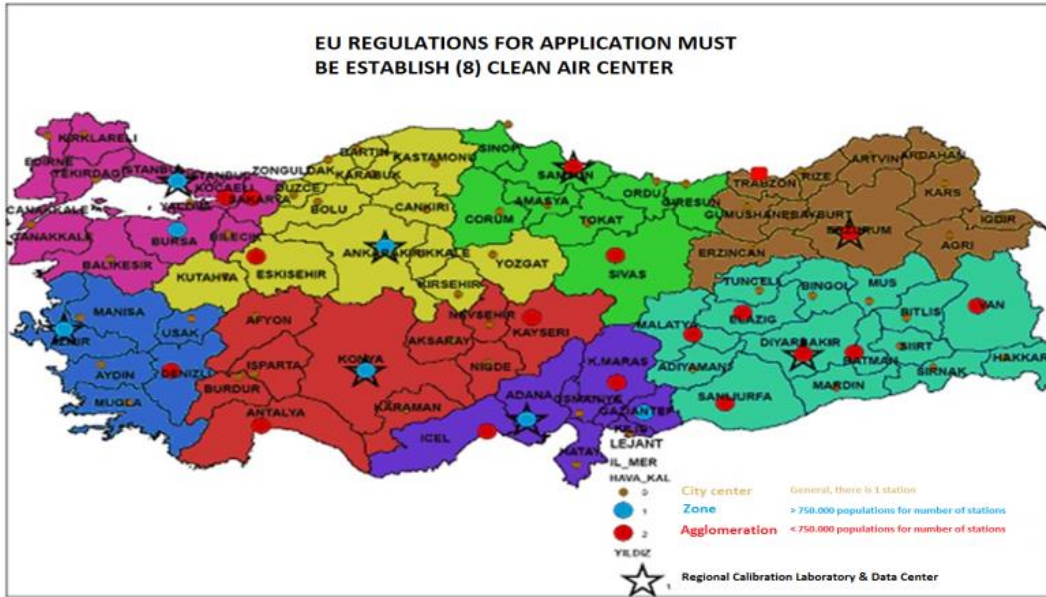 EU REGULATIONS FOR APPLICATION MUST
BE ESTABLISH (8) CLEAN AIR CENTER
KIRKLARELI
EDIRNE
TEKIRDAG
ISTANBUL
ISTANBUL
KOCAELI
YALOVA
SAKARYA
CANAKKALE
CANAKKALE
BURSA
BILECIK
BALIKESIR
ZONGULDAK
BARTIN
KASTAMONU
KARABUK
DUZCE
BOLU
CANKIRI
ANKARA
KIRIKKALE
ESKISEHIR
KUTAHYA
KIRSEHIR
YOZGAT
SINOP
SAMSUN
ORDU
GIRESUN
AMASYA
CORUM
TOKAT
SIVAS
ARTVIN
ARDAHAN
RIZE
TRABZON
KARS
GUMUSHANE
BAYBURT
ERZURUM
IGDIR
AGRI
ERZINCAN
MANISA
USAK
IZMIR
AYDIN
DENIZLI
MUGLA
AFYON
ISPARTA
BURDUR
ANTALYA
KONYA
AKSARAY
NEVSEHIR
KAYSERI
NIGDE
KARAMAN
ICEL
ADANA
K.MARAS
OSMANIYE
GAZIANTEP
KILIS
HATAY
TUNCELI
BINGOL
MUS
VAN
BITLIS
ELAZIG
MALATYA
DIYARBAKIR
BATMAN
SIIRT
HAKKARI
SIRNAK
ADIYAMAN
MARDIN
SANLIURFA
LEJANT
IL_MER
HAVA_KAL
0 City center General, there is 1 station
1 Zone > 750.000 populations for number of stations
2 Agglomeration < 750.000 populations for number of stations
YILDIZ
1 Regional Calibration Laboratory & Data Center